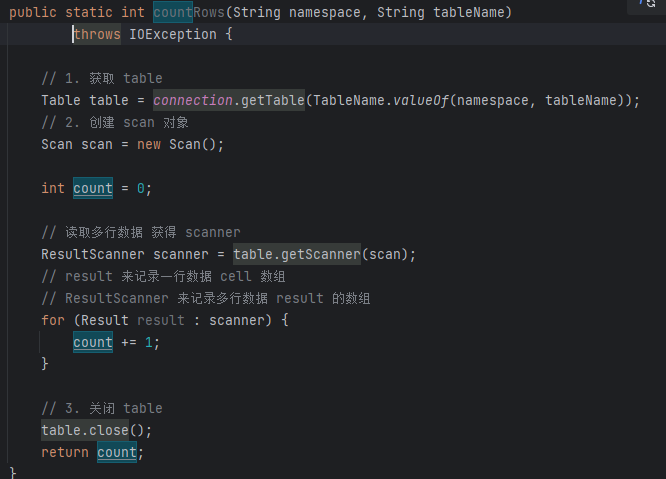 public static int countRows(String namespace, String tableName)
        throws IOException {

    // 1. 获取 table
    Table table = connection.getTable(TableName.valueOf(namespace, tableName));
    // 2. 创建 scan 对象
    Scan scan = new Scan();

    int count = 0;

    // 读取多行数据 获得 scanner
    ResultScanner scanner = table.getScanner(scan);
    // result 来记录一行数据 cell 数组
    // ResultScanner 来记录多行数据 result 的数组
    for (Result result : scanner) {
        count += 1;
    }

    // 3. 关闭 table
    table.close();
    return count;
}